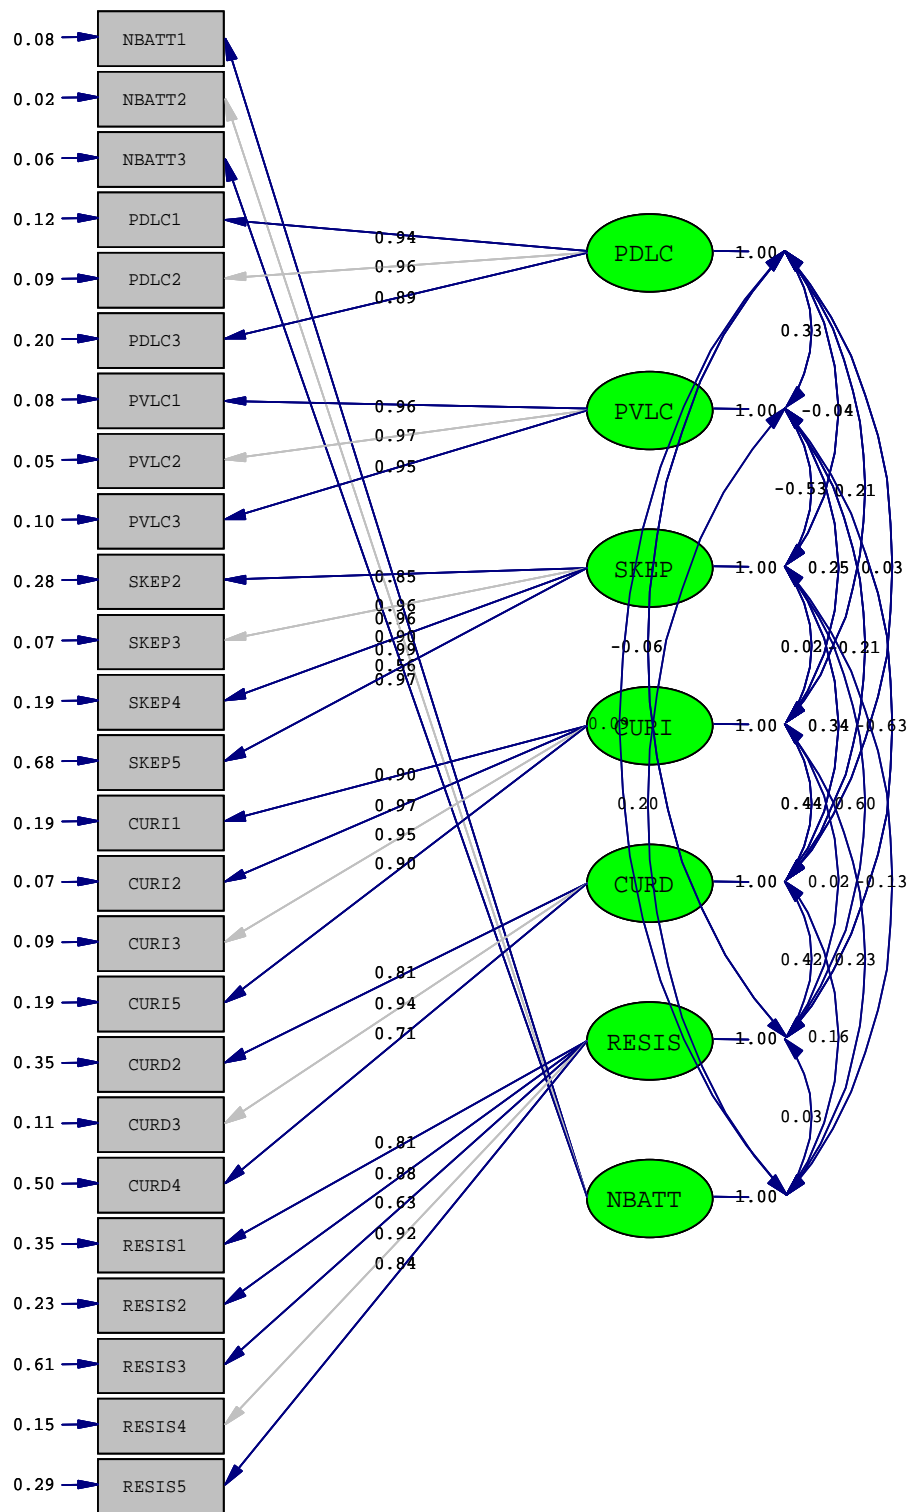 0.08 NBATT1
0.02 NBATT2
0.06 NBATT3
0.12 PDLC1
0.09 PDLC2
0.20 PDLC3
0.08 PVLC1
0.05 PVLC2
0.10 PVLC3
0.28 SKEP2
0.07 SKEP3
0.19 SKEP4
0.68 SKEP5
0.19 CURI1
0.07 CURI2
0.09 CURI3
0.19 CURI5
0.35 CURD2
0.11 CURD3
0.50 CURD4
0.35 RESIS1
0.23 RESIS2
0.61 RESIS3
0.15 RESIS4
0.29 RESIS5
0.94
0.96
0.89
0.96
0.97
0.95
0.85
0.96
0.96
0.90
0.99
0.56
0.97
0.90
0.97
0.95
0.90
0.81
0.94
0.71
0.81
0.88
0.63
0.92
0.84
PDLC 1.00
PVLC 1.00
SKEP 1.00
CURI 1.00
CURD 1.00
RESIS 1.00
NBATT 1.00
0.33
-0.04
-0.53 0.21
0.25 0.03
-0.06 0.02 -0.21
0.09 0.34 -0.63
0.20 0.44 0.60
0.02 -0.13
0.42 0.23
0.16
0.03